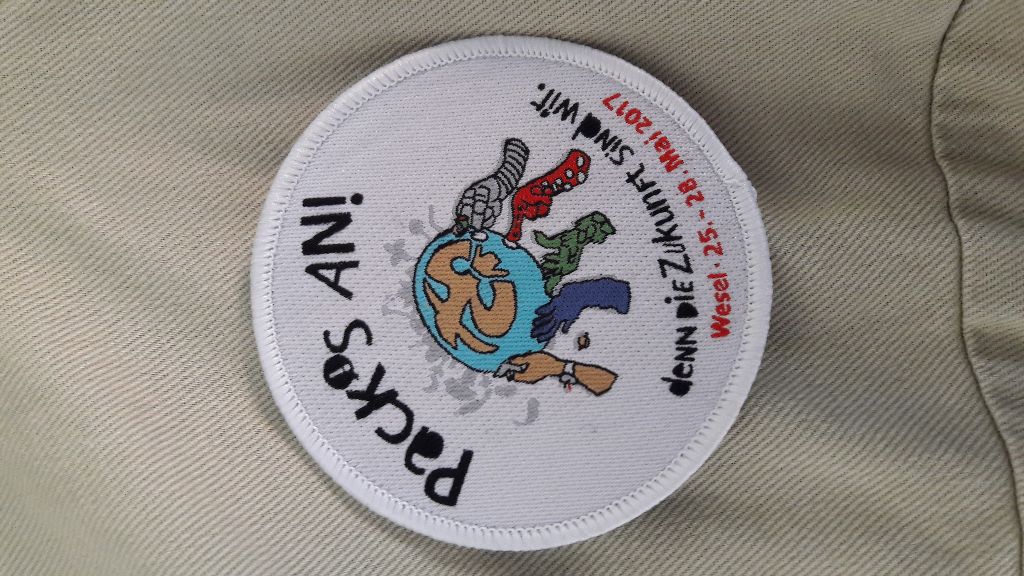 Packos AN!
denn DIE ZUKUNFT SIND WIR.
Wesel · 25.- 28. Mai 2017